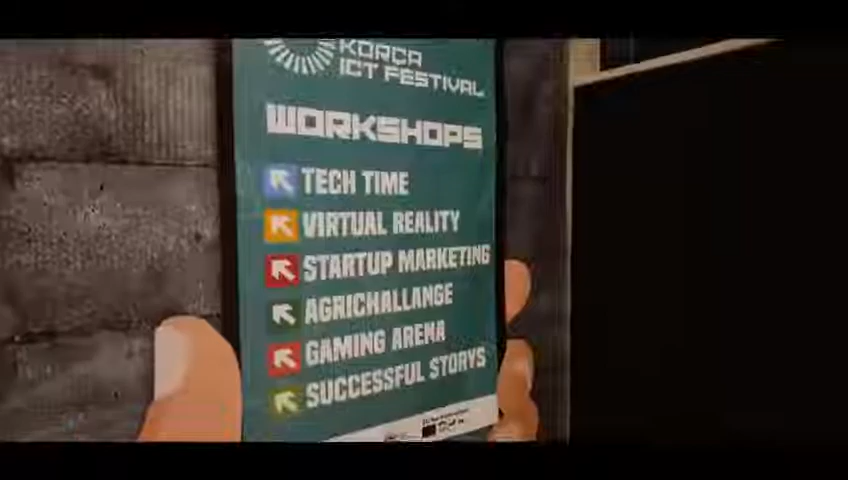 KORCA
ICT FESTIVAL
WORKSHOPS
TECH TIME
VIRTUAL REALITY
STARTUP MARKETING
AGRICHALLANGE
GAMING ARENA
SUCCESSFUL STORYS